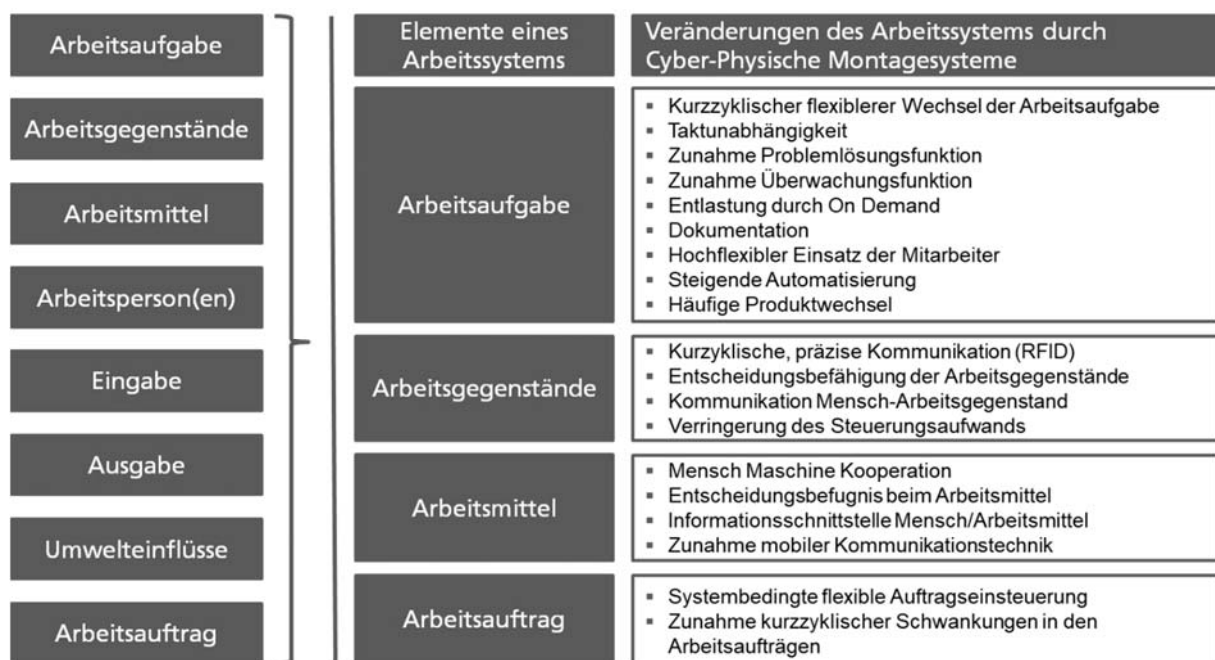 Arbeitsaufgabe
Arbeitsgegenstände
Arbeitsmittel
Arbeitsperson(en)
Eingabe
Ausgabe
Umwelteinflüsse
Arbeitsauftrag
Elemente eines
Arbeitssystems
Veränderungen des Arbeitssystems durch
Cyber-Physische Montagesysteme
Arbeitsaufgabe
▪ Kurzzyklischer flexiblerer Wechsel der Arbeitsaufgabe
▪ Taktunabhängigkeit
▪ Zunahme Problemlösungsfunktion
▪ Zunahme Überwachungsfunktion
▪ Entlastung durch On Demand
▪ Dokumentation
▪ Hochflexibler Einsatz der Mitarbeiter
▪ Steigende Automatisierung
▪ Häufige Produktwechsel
Arbeitsgegenstände
▪ Kurzyklische, präzise Kommunikation (RFID)
▪ Entscheidungsbefähigung der Arbeitsgegenstände
▪ Kommunikation Mensch-Arbeitsgegenstand
▪ Verringerung des Steuerungsaufwands
Arbeitsmittel
▪ Mensch Maschine Kooperation
▪ Entscheidungsbefugnis beim Arbeitsmittel
▪ Informationsschnittstelle Mensch/Arbeitsmittel
▪ Zunahme mobiler Kommunikationstechnik
Arbeitsauftrag
▪ Systembedingte flexible Auftragseinsteuerung
▪ Zunahme kurzzyklischer Schwankungen in den
Arbeitsaufträgen